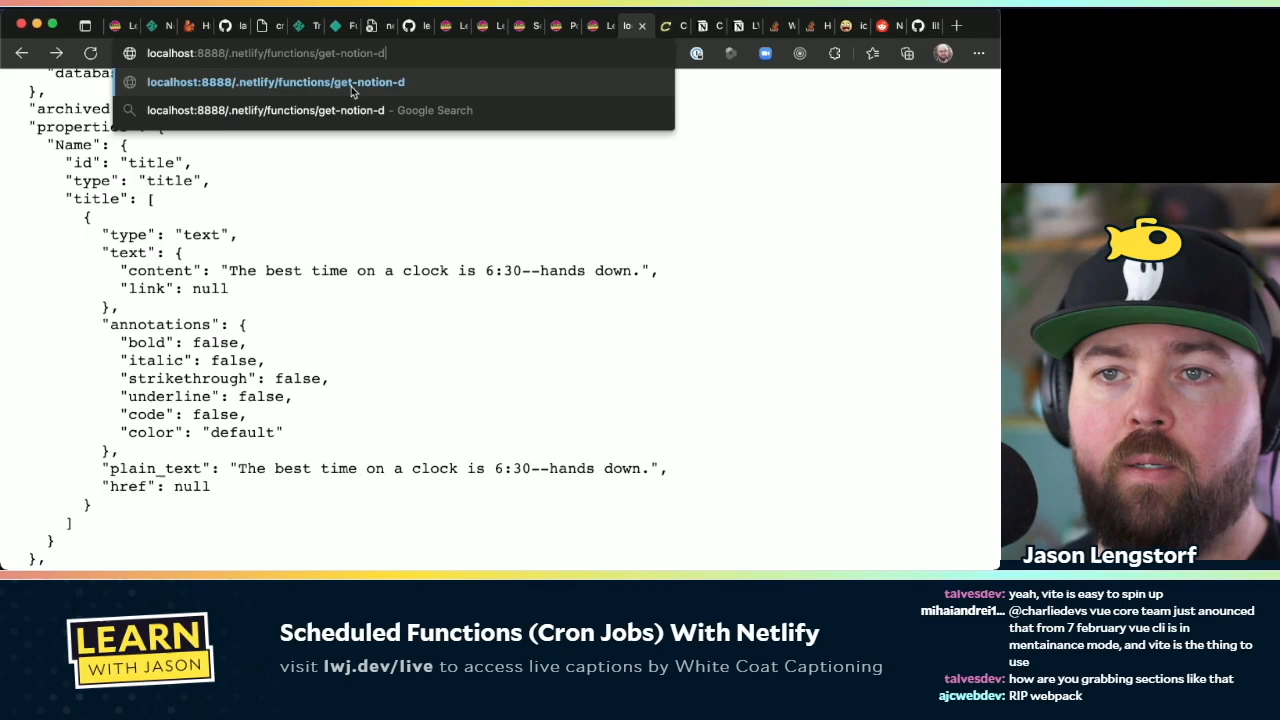 localhost:8888/.netlify/functions/get-notion-d
localhost:8888/.netlify/functions/get-notion-d
localhost:8888/.netlify/functions/get-notion-d - Google Search
"databa
},
"archived
"properti
"Name": {
"id": "title",
"type": "title",
"title": [
{
"type": "text",
"text": {
"content": "The best time on a clock is 6:30--hands down.",
"link": null
},
"annotations": {
"bold": false,
"italic": false,
"strikethrough": false,
"underline": false,
"code": false,
"color": "default"
},
"plain_text": "The best time on a clock is 6:30--hands down.",
"href": null
}
]
}
},
Jason Lengstorf
LEARN
WITH JASON
Scheduled Functions (Cron Jobs) With Netlify
visit lwj.dev/live to access live captions by White Coat Captioning
talvesdev: yeah, vite is easy to spin up
mihaiandrei1... @charliedevs vue core team just anounced
that from 7 february vue cli is in
mentainance mode, and vite is the thing to
use
talvesdev: how are you grabbing sections like that
ajcwebdev: RIP webpack